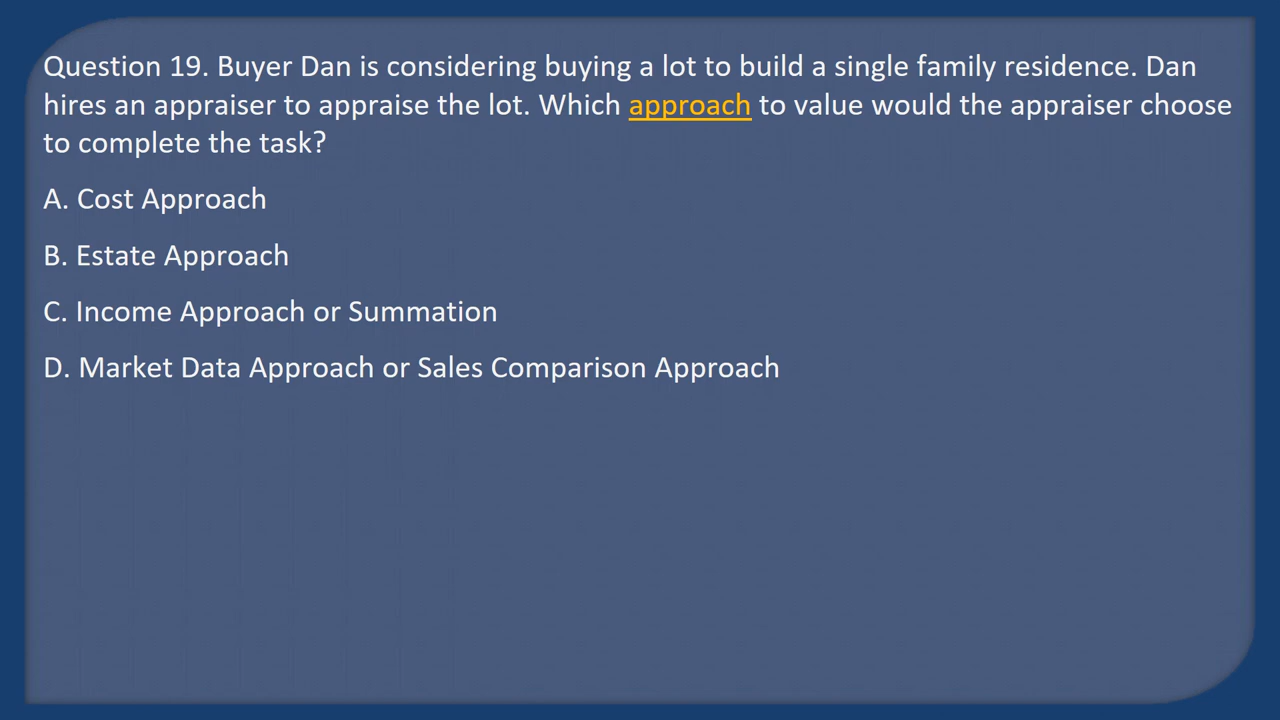 Question 19. Buyer Dan is considering buying a lot to build a single family residence. Dan
hires an appraiser to appraise the lot. Which approach to value would the appraiser choose
to complete the task?
A. Cost Approach
B. Estate Approach
C. Income Approach or Summation
D. Market Data Approach or Sales Comparison Approach